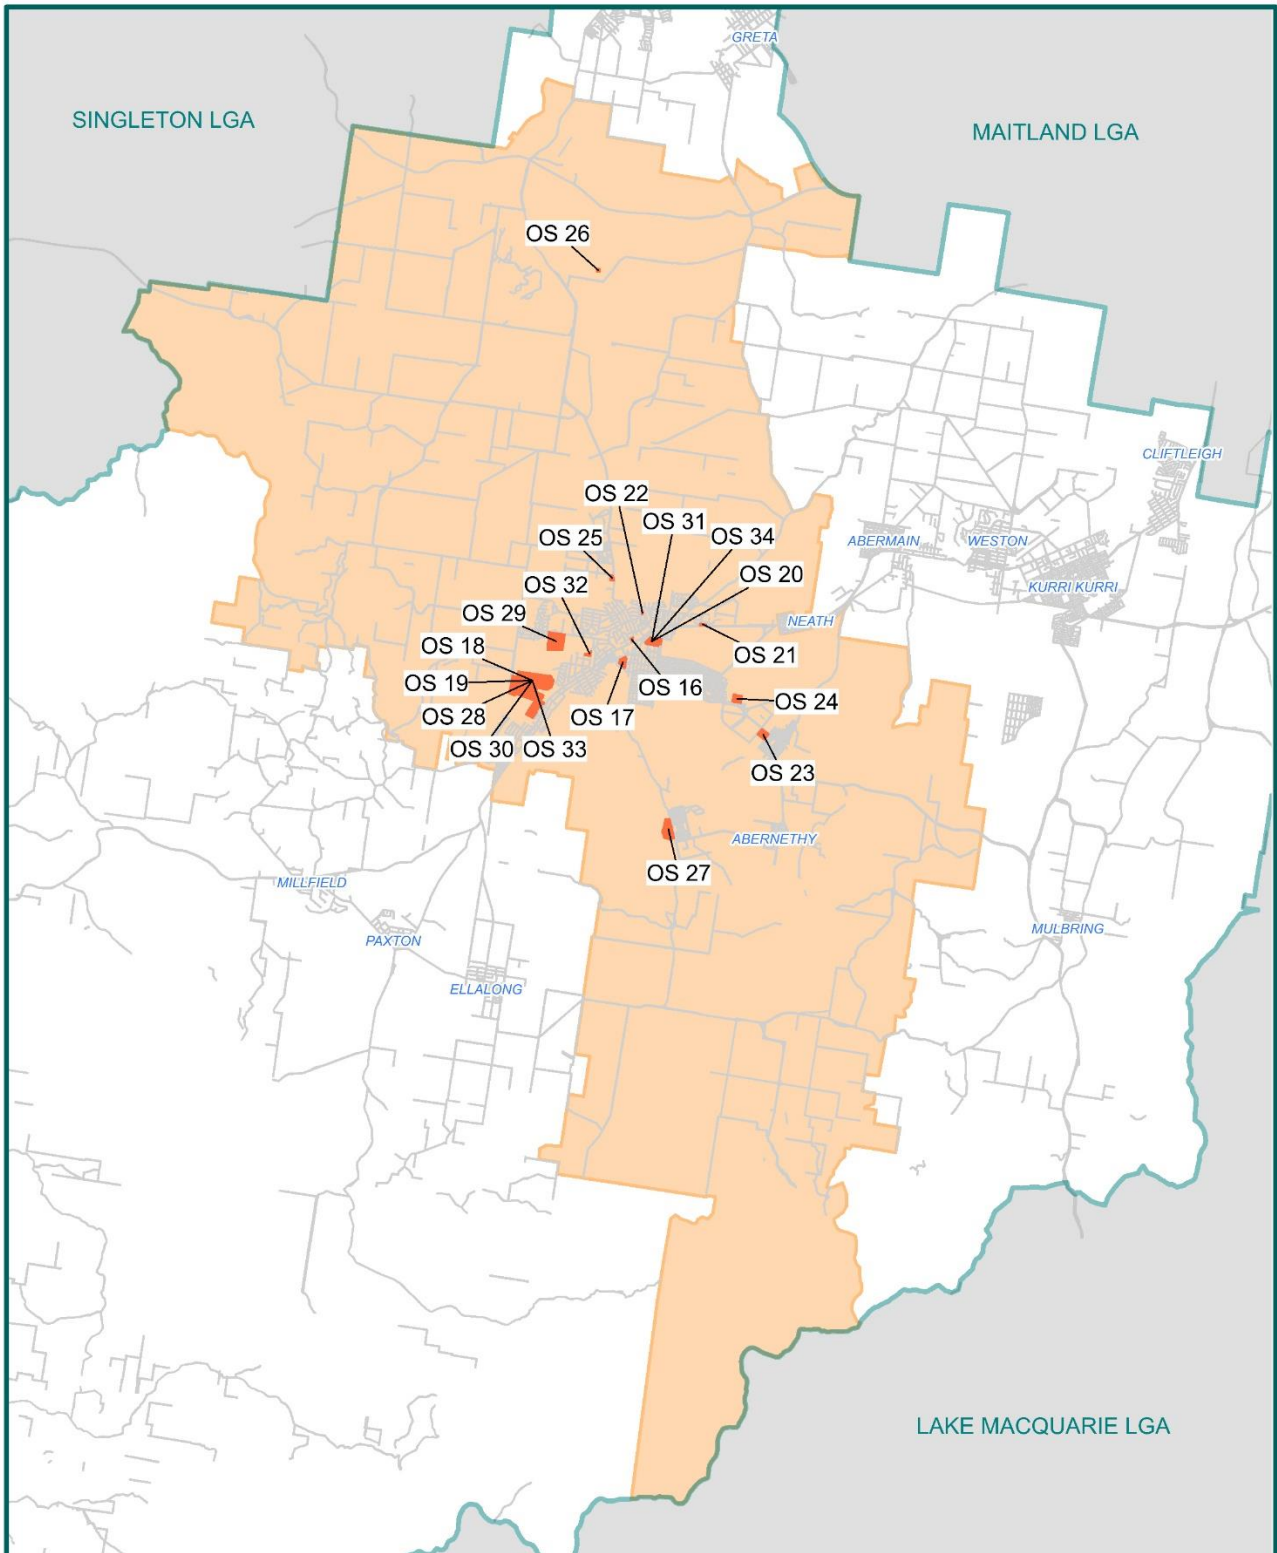 GRETA
SINGLETON LGA
MAITLAND LGA
OS 26
CLIFTLEIGH
OS 22
OS 31
OS 34
OS 25
ABERMAIN
WESTON
OS 20
OS 32
KURRI KURRI
OS 29
NEATH
OS 18
OS 21
OS 19
OS 16
OS 24
OS 28
OS 17
OS 30
OS 33
OS 23
ABERNETHY
OS 27
MILLFIELD
MULBRING
PAXTON
ELLALONG
LAKE MACQUARIE LGA